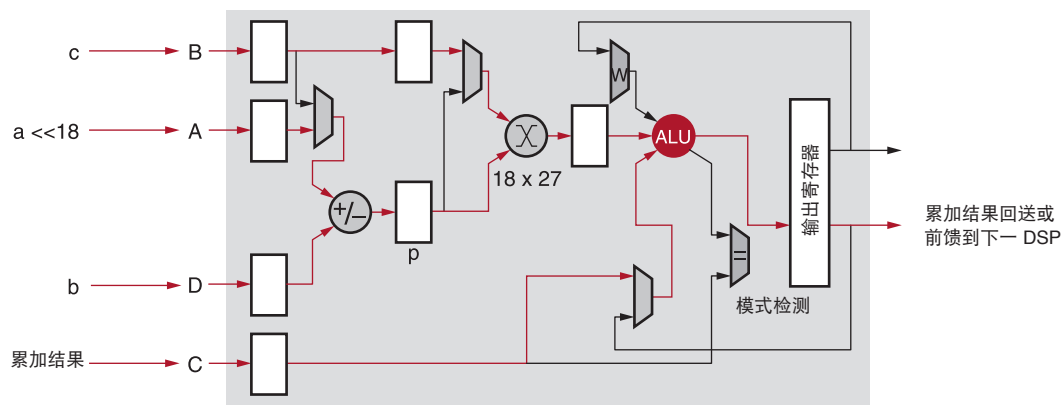 c
B
a <<18
A
+/–
18 x 27
p
b
D
累加结果
C
W
ALU
=
模式检测
输出寄存器
累加结果回送或
前馈到下一 DSP